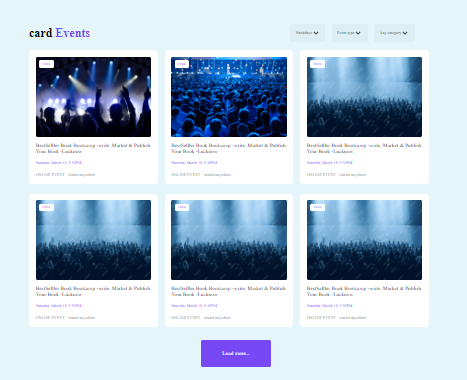 card Events
Weekdays
Event type
Any category
FREE
FREE
FREE
BestSeller Book Bootcamp -write, Market & Publish Your Book -Lucknow
Saturday, March 18, 9.30PM
ONLINE EVENT - Attend anywhere
BestSeller Book Bootcamp -write, Market & Publish Your Book -Lucknow
Saturday, March 18, 9.30PM
ONLINE EVENT - Attend anywhere
BestSeller Book Bootcamp -write, Market & Publish Your Book -Lucknow
Saturday, March 18, 9.30PM
ONLINE EVENT - Attend anywhere
FREE
FREE
FREE
BestSeller Book Bootcamp -write, Market & Publish Your Book -Lucknow
Saturday, March 18, 9.30PM
ONLINE EVENT - Attend anywhere
BestSeller Book Bootcamp -write, Market & Publish Your Book -Lucknow
Saturday, March 18, 9.30PM
ONLINE EVENT - Attend anywhere
BestSeller Book Bootcamp -write, Market & Publish Your Book -Lucknow
Saturday, March 18, 9.30PM
ONLINE EVENT - Attend anywhere
Load more...